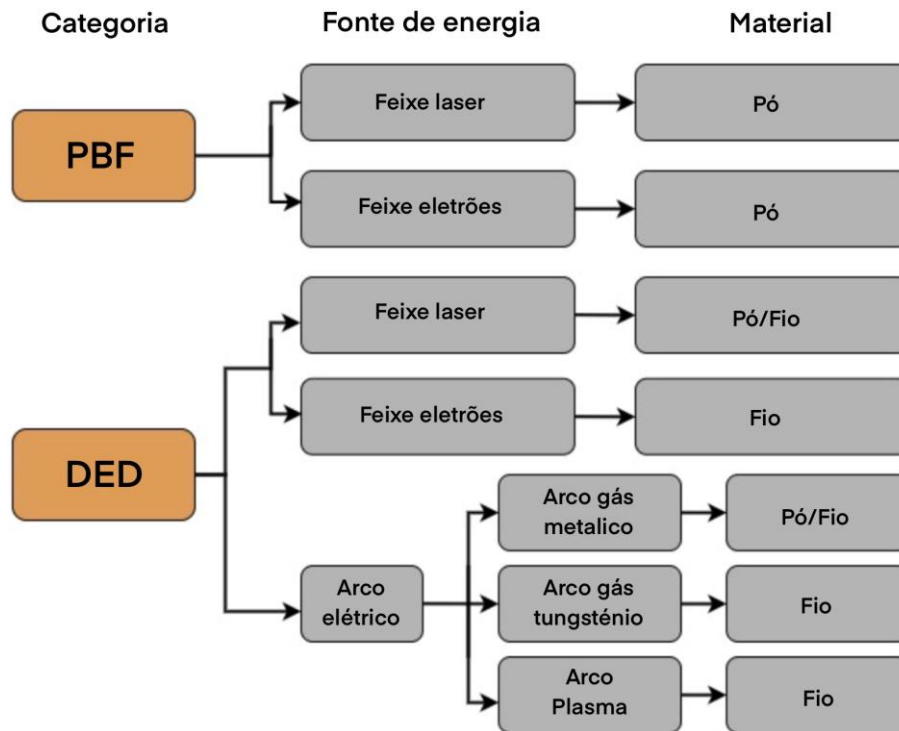 Categoria
Fonte de energia
Material
PBF
Feixe laser
Pó
Feixe eletrões
Pó
DED
Feixe laser
Pó/Fio
Feixe eletrões
Fio
Arco
elétrico
Arco gás
metalico
Pó/Fio
Arco gás
tungsténio
Fio
Arco
Plasma
Fio